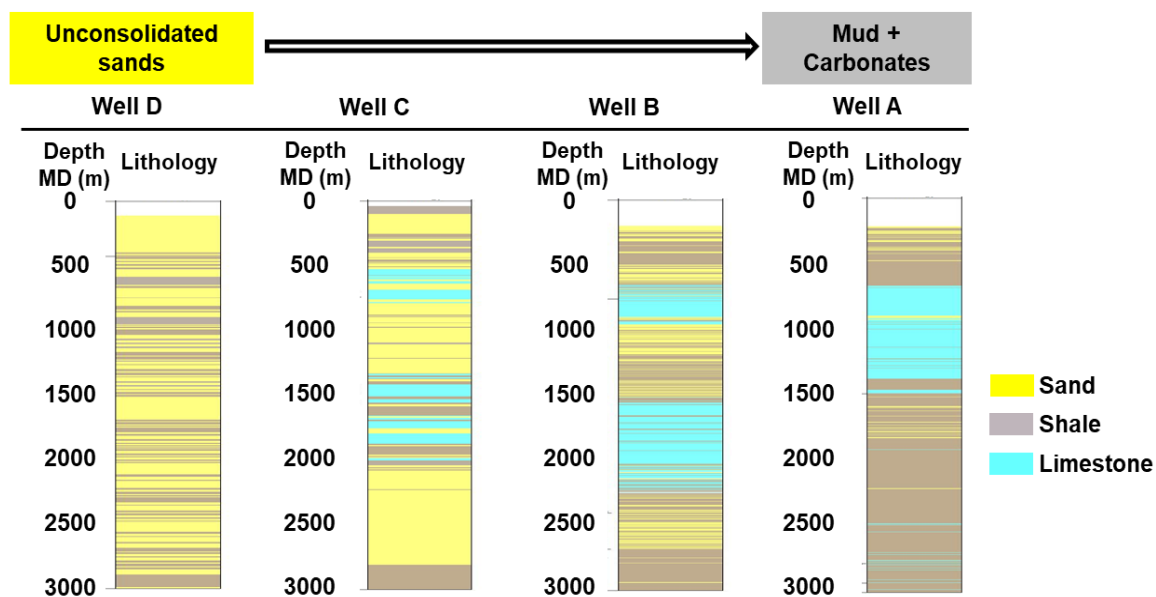 Unconsolidated
sands
Mud +
Carbonates
Well D
Well C
Well B
Well A
Depth
MD (m)
Lithology
Depth
MD (m)
Lithology
Depth
MD (m)
Lithology
Depth
MD (m)
Lithology
0
500
1000
1500
2000
2500
3000
0
500
1000
1500
2000
2500
3000
0
500
1000
1500
2000
2500
3000
0
500
1000
1500
2000
2500
3000
Sand
Shale
Limestone